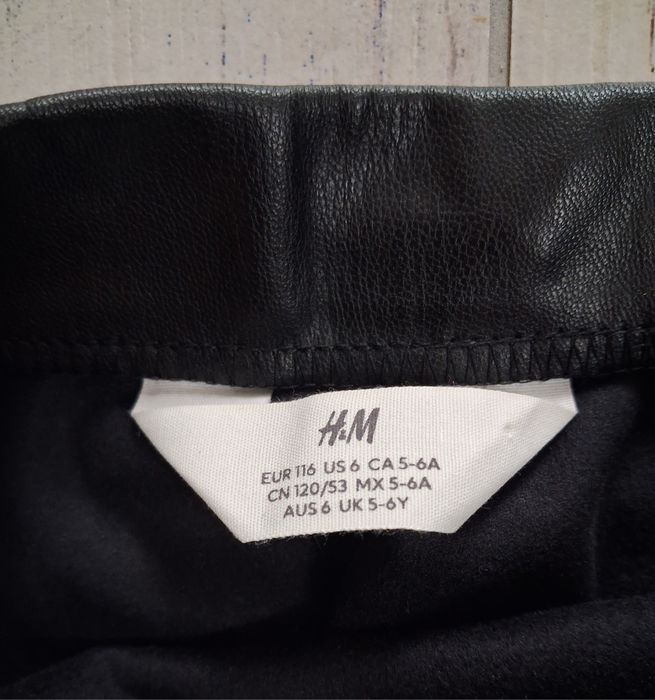 H&M
EUR 116 US 6 CA 5-6A
CN 120/53 MX 5-6A
AUS 6 UK 5-6Y